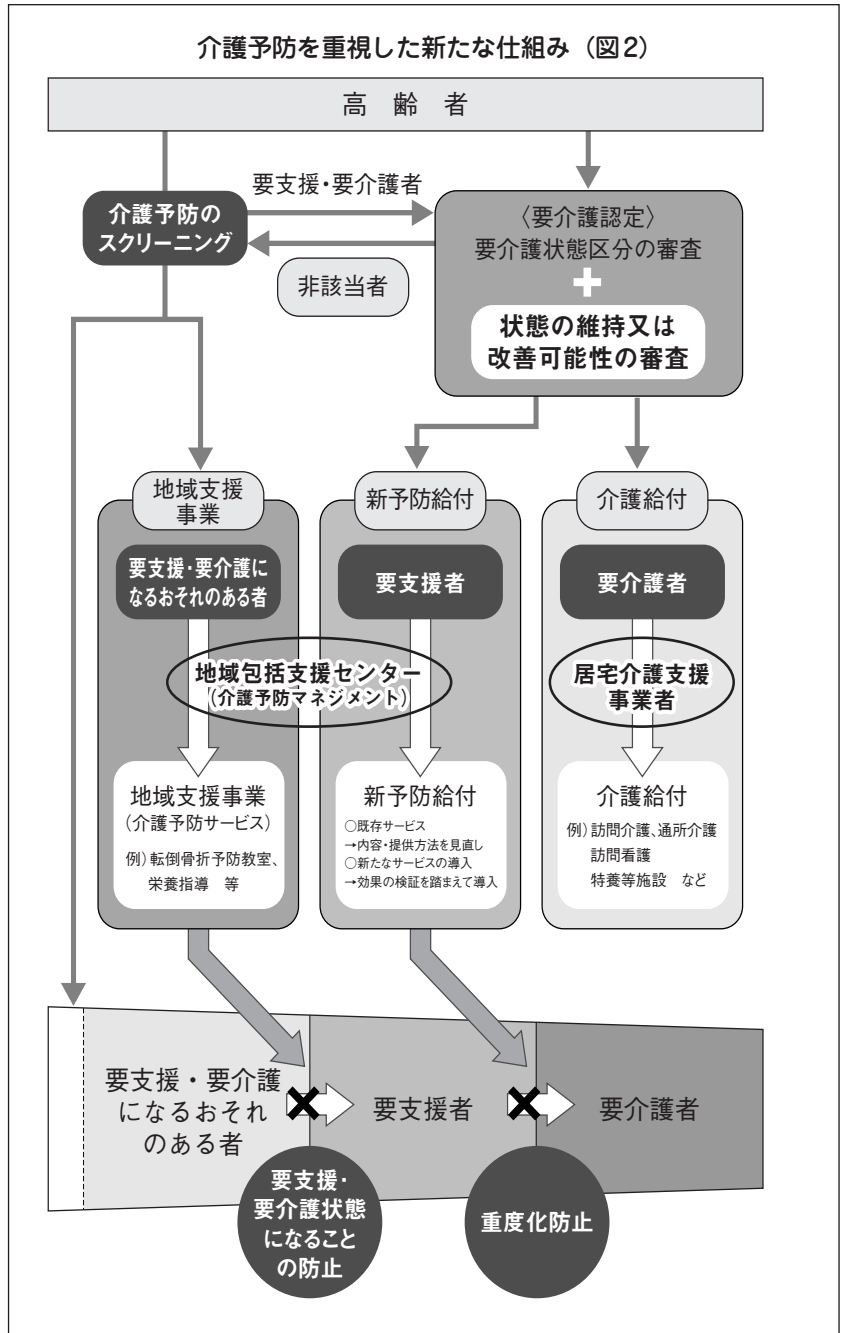 介護予防を重視した新たな仕組み（図2）
高齢者
要支援・要介護者
介護予防の
スクリーニング
非該当者
〈要介護認定〉
要介護状態区分の審査
+
状態の維持又は
改善可能性の審査
地域支援
事業
要支援・要介護に
なるおそれのある者
新予防給付
要支援者
介護給付
要介護者
地域包括支援センター
（介護予防マネジメント）
居宅介護支援
事業者
地域支援事業
（介護予防サービス）
例）転倒骨折予防教室、
栄養指導　等
新予防給付
○既存サービス
→内容・提供方法を見直し
○新たなサービスの導入
→効果の検証を踏まえて導入
介護給付
例）訪問介護、通所介護
訪問看護
特養等施設　など
要支援・要介護
になるおそれ
のある者
要支援者
要介護者
要支援・
要介護状態
になること
の防止
重度化防止